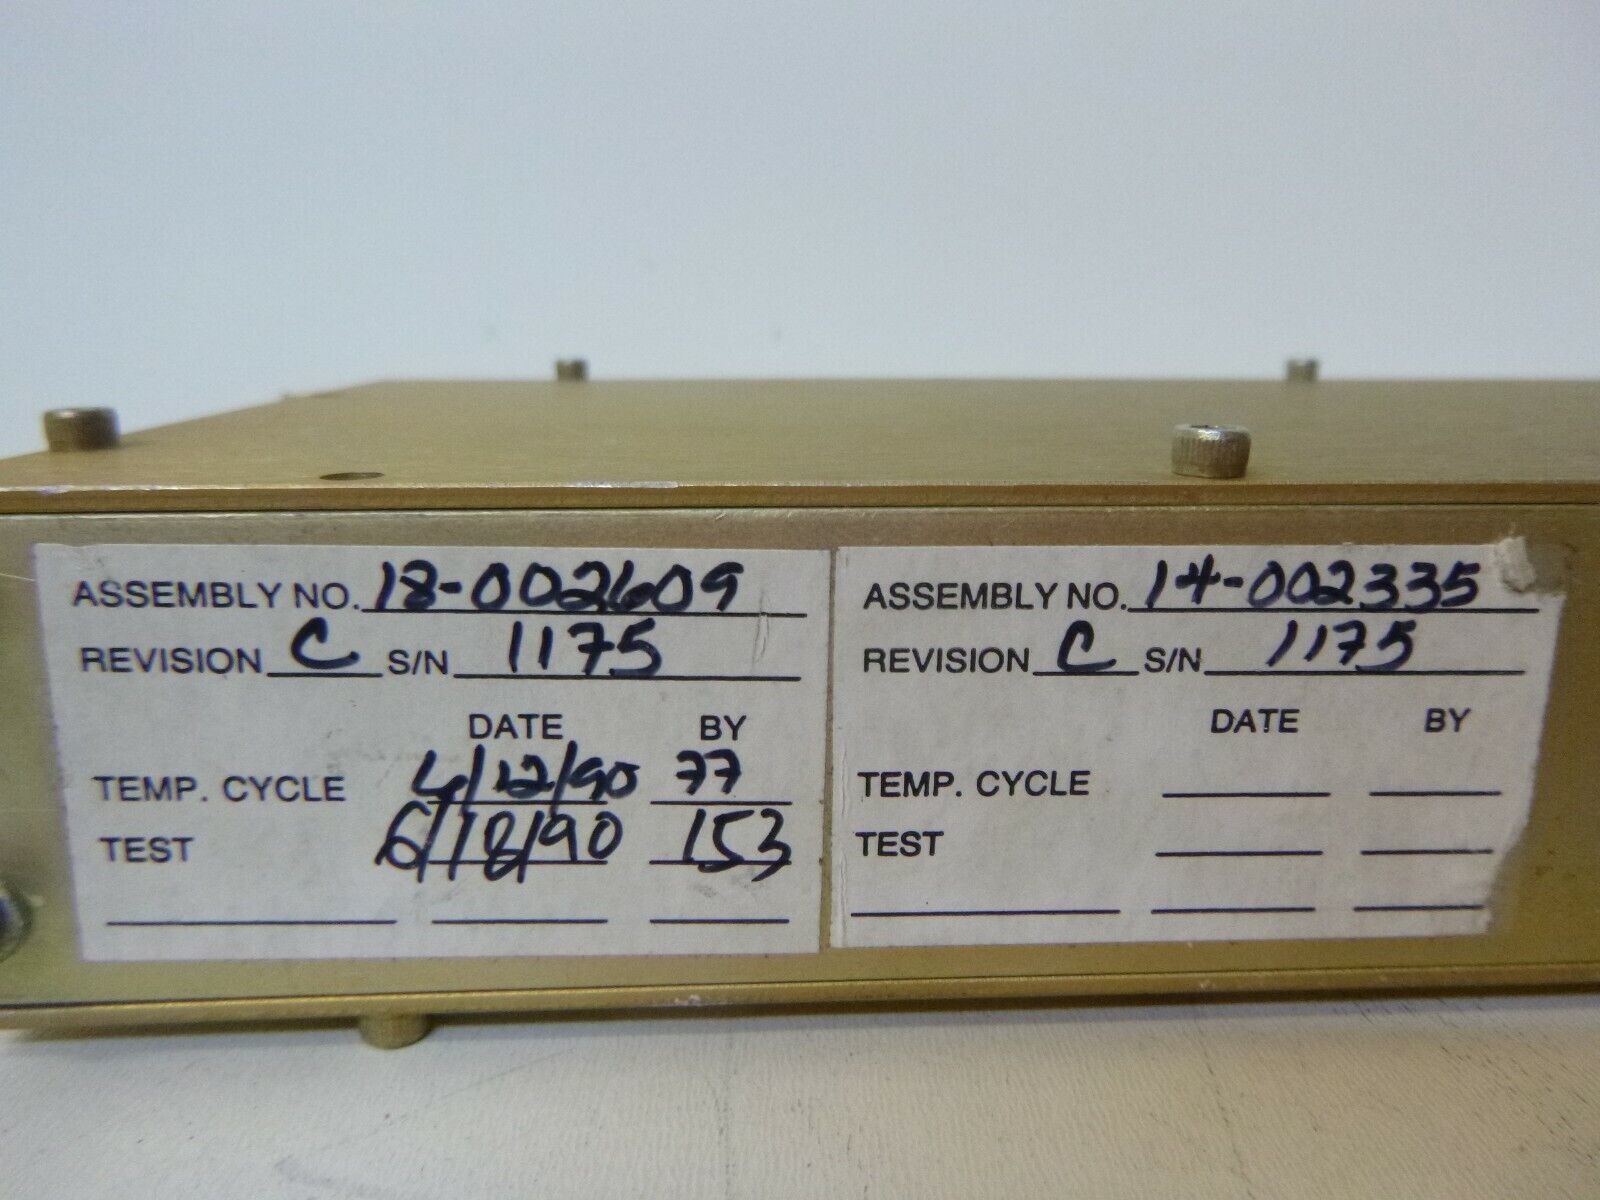 ASSEMBLY NO. 18-002609
REVISION C S/N 1175
DATE BY
TEMP. CYCLE 6/12/90 77
TEST 6/18/90 153
ASSEMBLY NO. 14-002335
REVISION C S/N 1175
DATE BY
TEMP. CYCLE
TEST